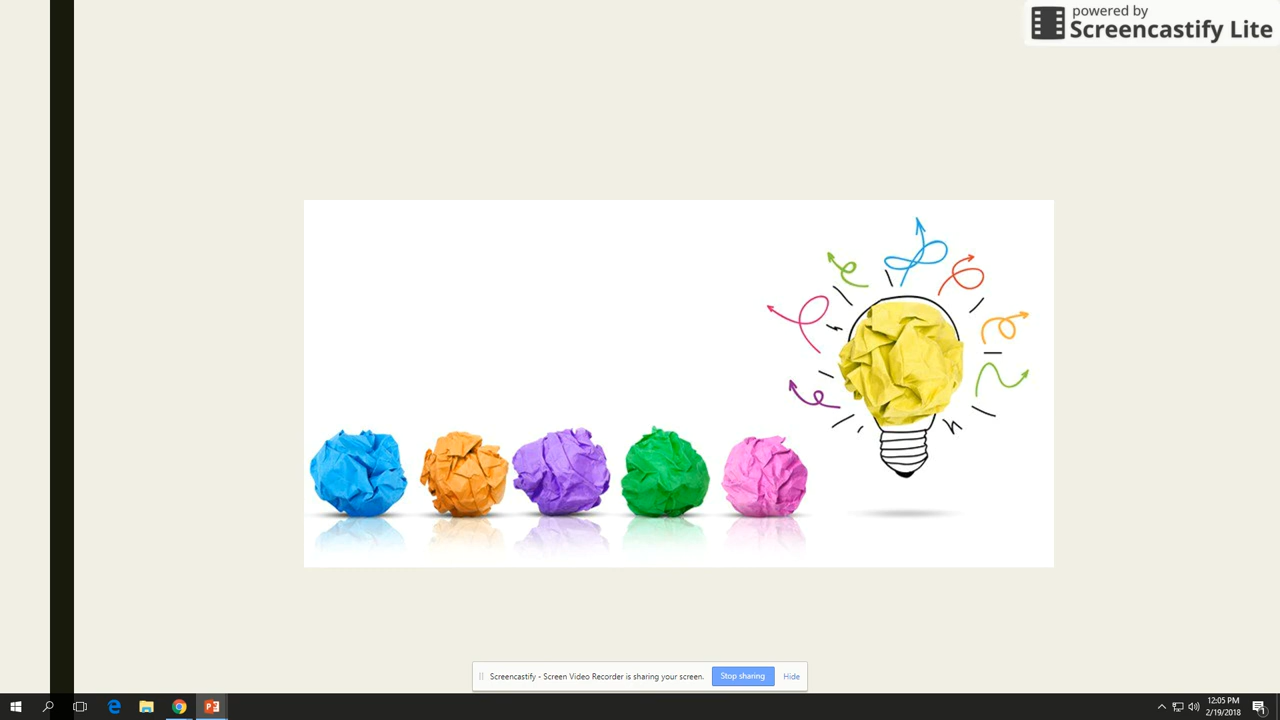 powered by
Screencastify Lite
Screencastify - Screen Video Recorder is sharing your screen.
Stop sharing
Hide
12:05 PM
2/19/2018
1